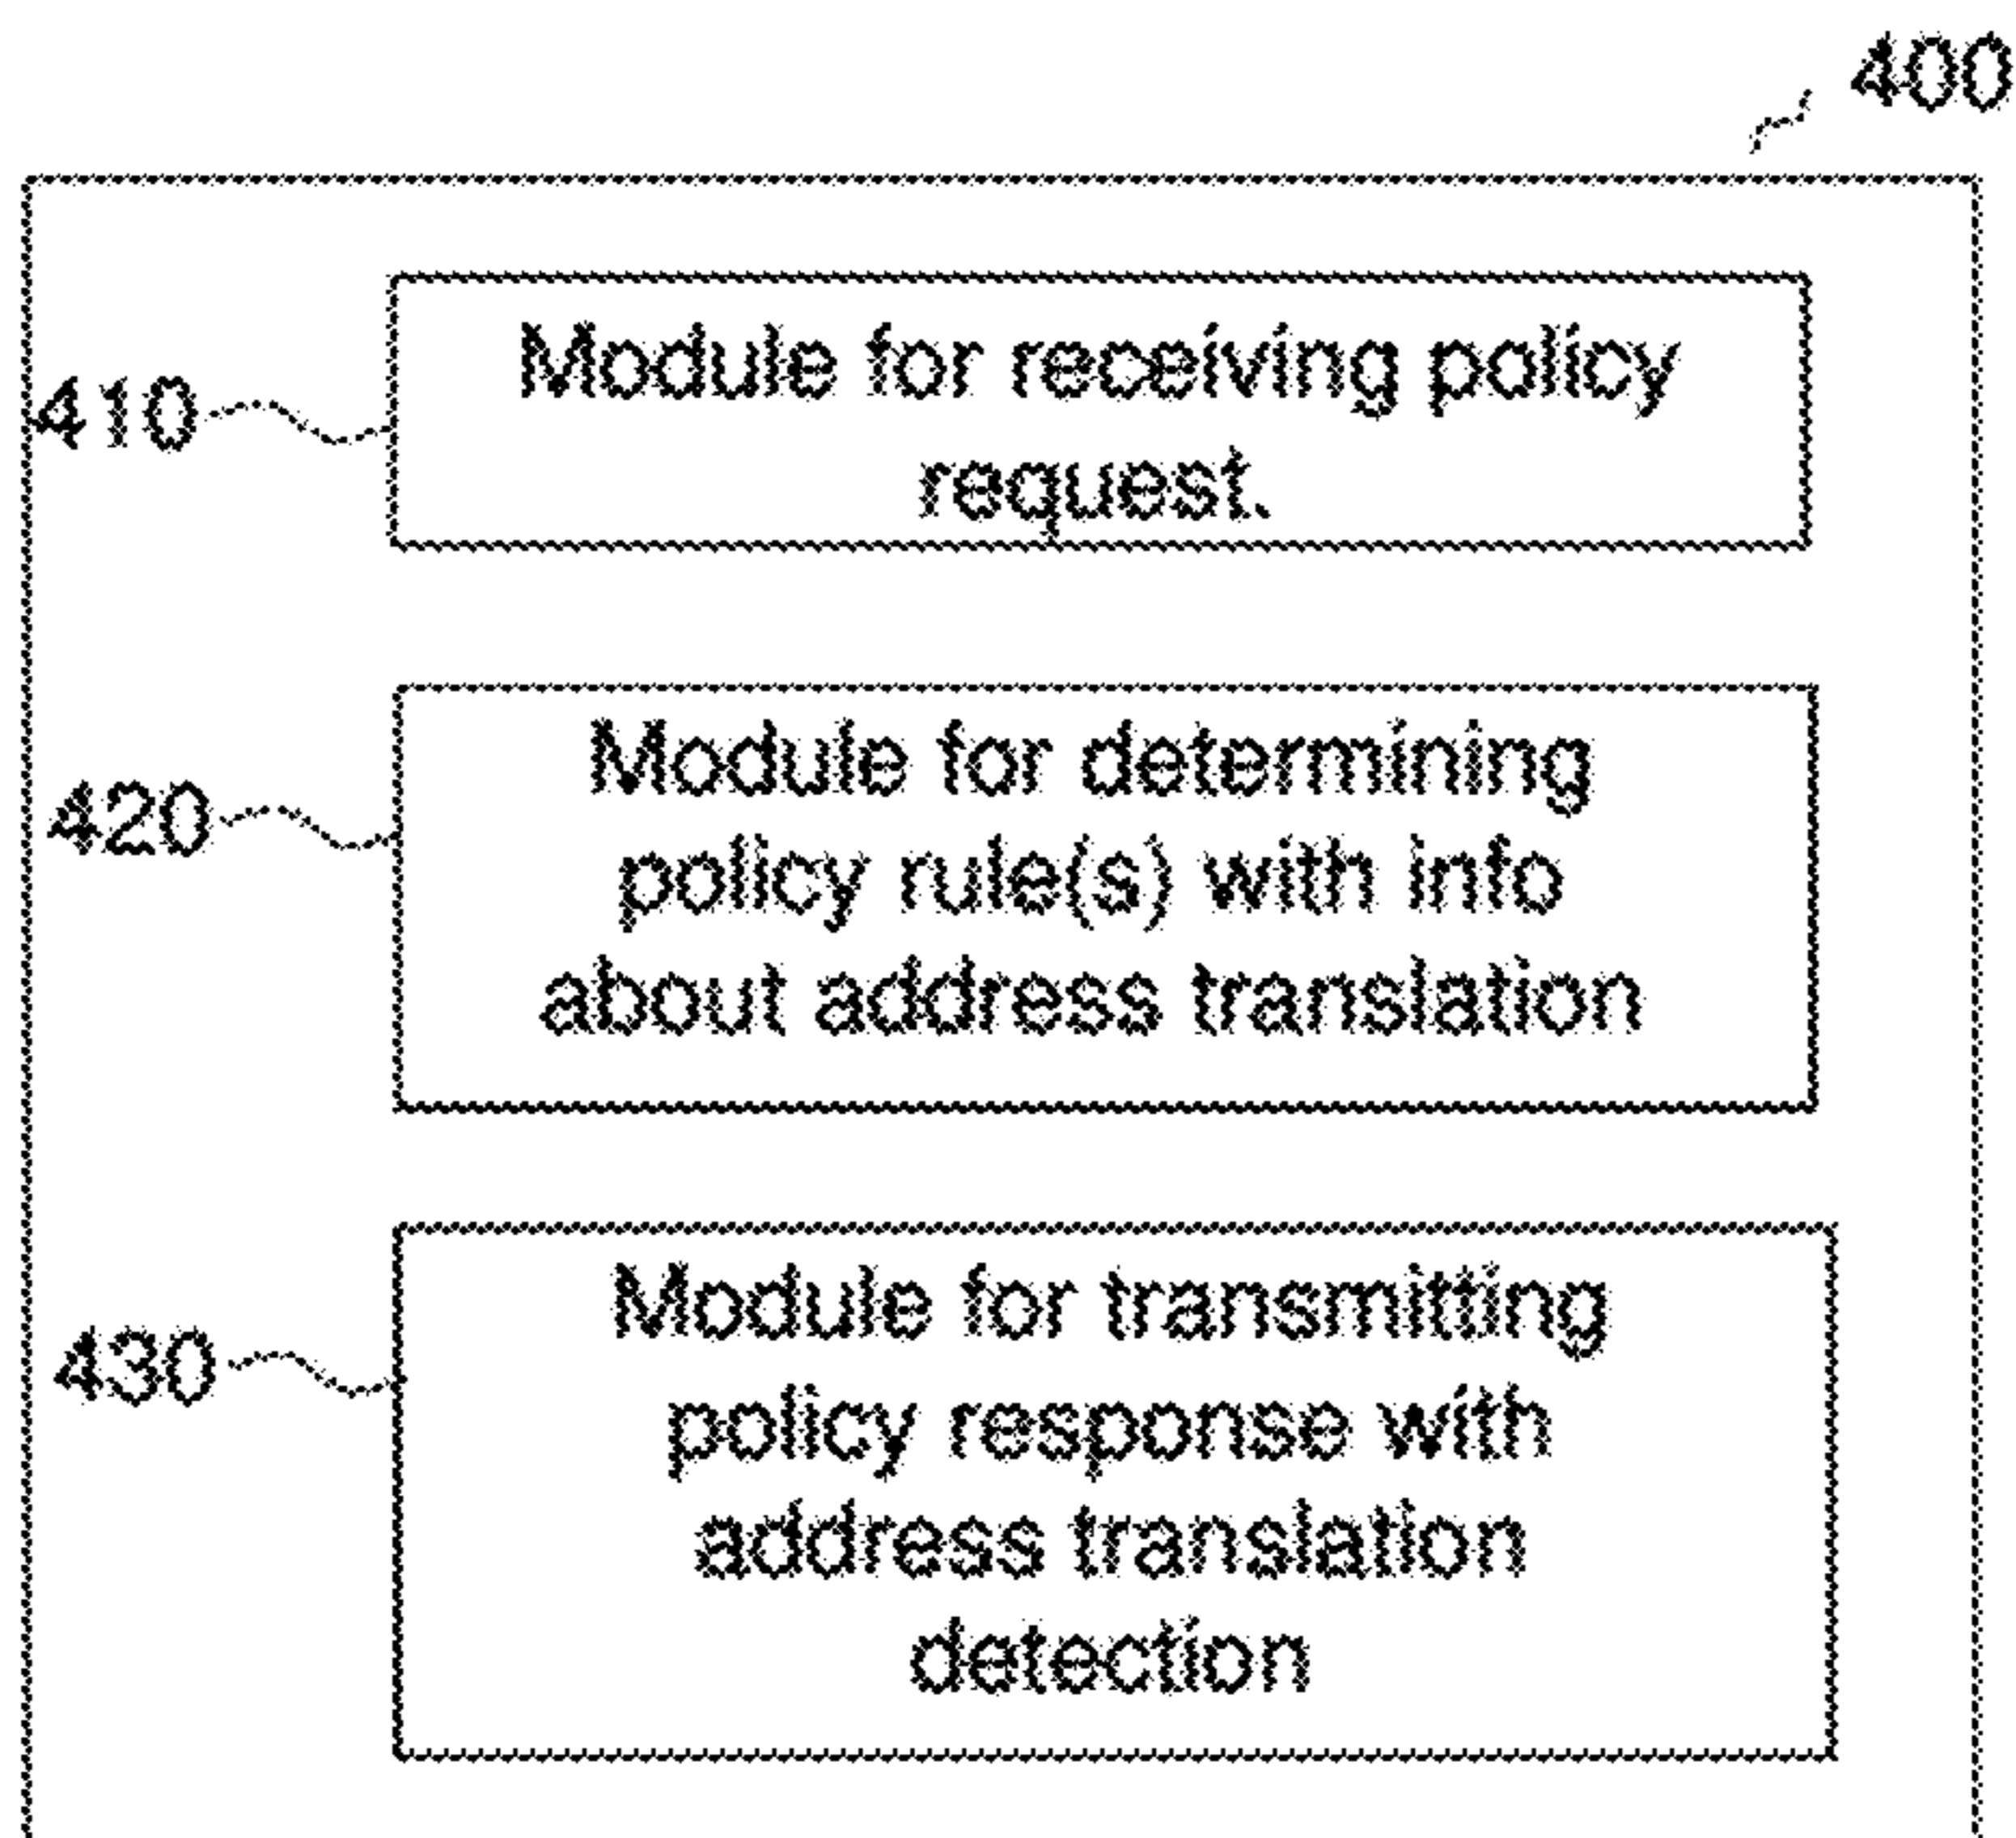 400
410
Module for receiving policy
request.
420
Module for determining
policy rule(s) with info
about address translation
430
Module for transmitting
policy response with
address translation
detection